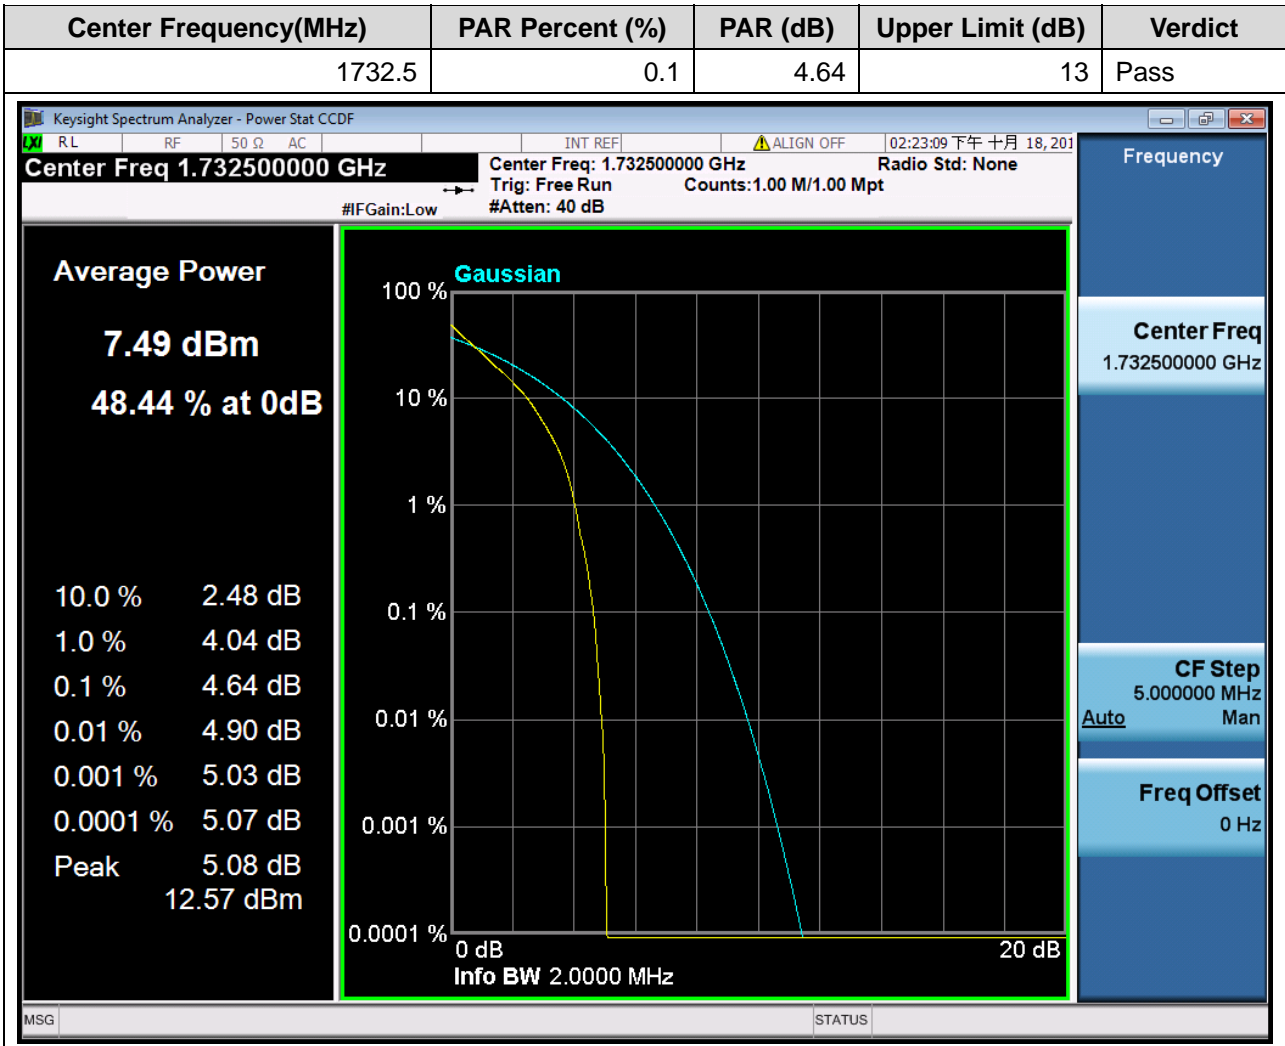 Center Frequency(MHz) PAR Percent (%) PAR (dB) Upper Limit (dB) Verdict
1732.5 0.1 4.64 13 Pass
Keysight Spectrum Analyzer - Power Stat CCDF
LXI RL RF 50 Ω AC INT REF ALIGN OFF 02:23:09 下午 十月 18, 201
Center Freq 1.732500000 GHz
Center Freq: 1.732500000 GHz Radio Std: None
Trig: Free Run Counts:1.00 M/1.00 Mpt
#IFGain:Low #Atten: 40 dB
Average Power
7.49 dBm
48.44 % at 0dB
10.0 % 2.48 dB
1.0 % 4.04 dB
0.1 % 4.64 dB
0.01 % 4.90 dB
0.001 % 5.03 dB
0.0001 % 5.07 dB
Peak 5.08 dB
12.57 dBm
Gaussian
100 %
10 %
1 %
0.1 %
0.01 %
0.001 %
0.0001 %
0 dB 20 dB
Info BW 2.0000 MHz
Frequency
Center Freq
1.732500000 GHz
CF Step
5.000000 MHz
Auto Man
Freq Offset
0 Hz
MSG STATUS